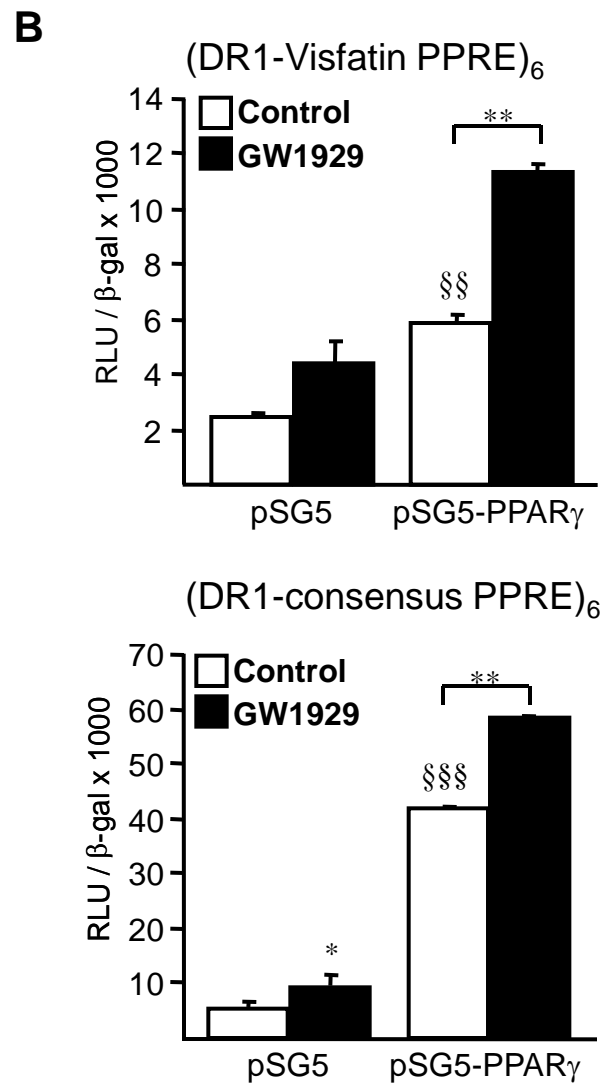 B
(DR1-Visfatin PPRE)6
14
12
10
8
6
4
2
RLU / β-gal x 1000
Control
GW1929
**
§§
pSG5
pSG5-PPARγ
(DR1-consensus PPRE)6
70
60
50
40
30
20
10
RLU / β-gal x 1000
Control
GW1929
**
§§§
*
pSG5
pSG5-PPARγ